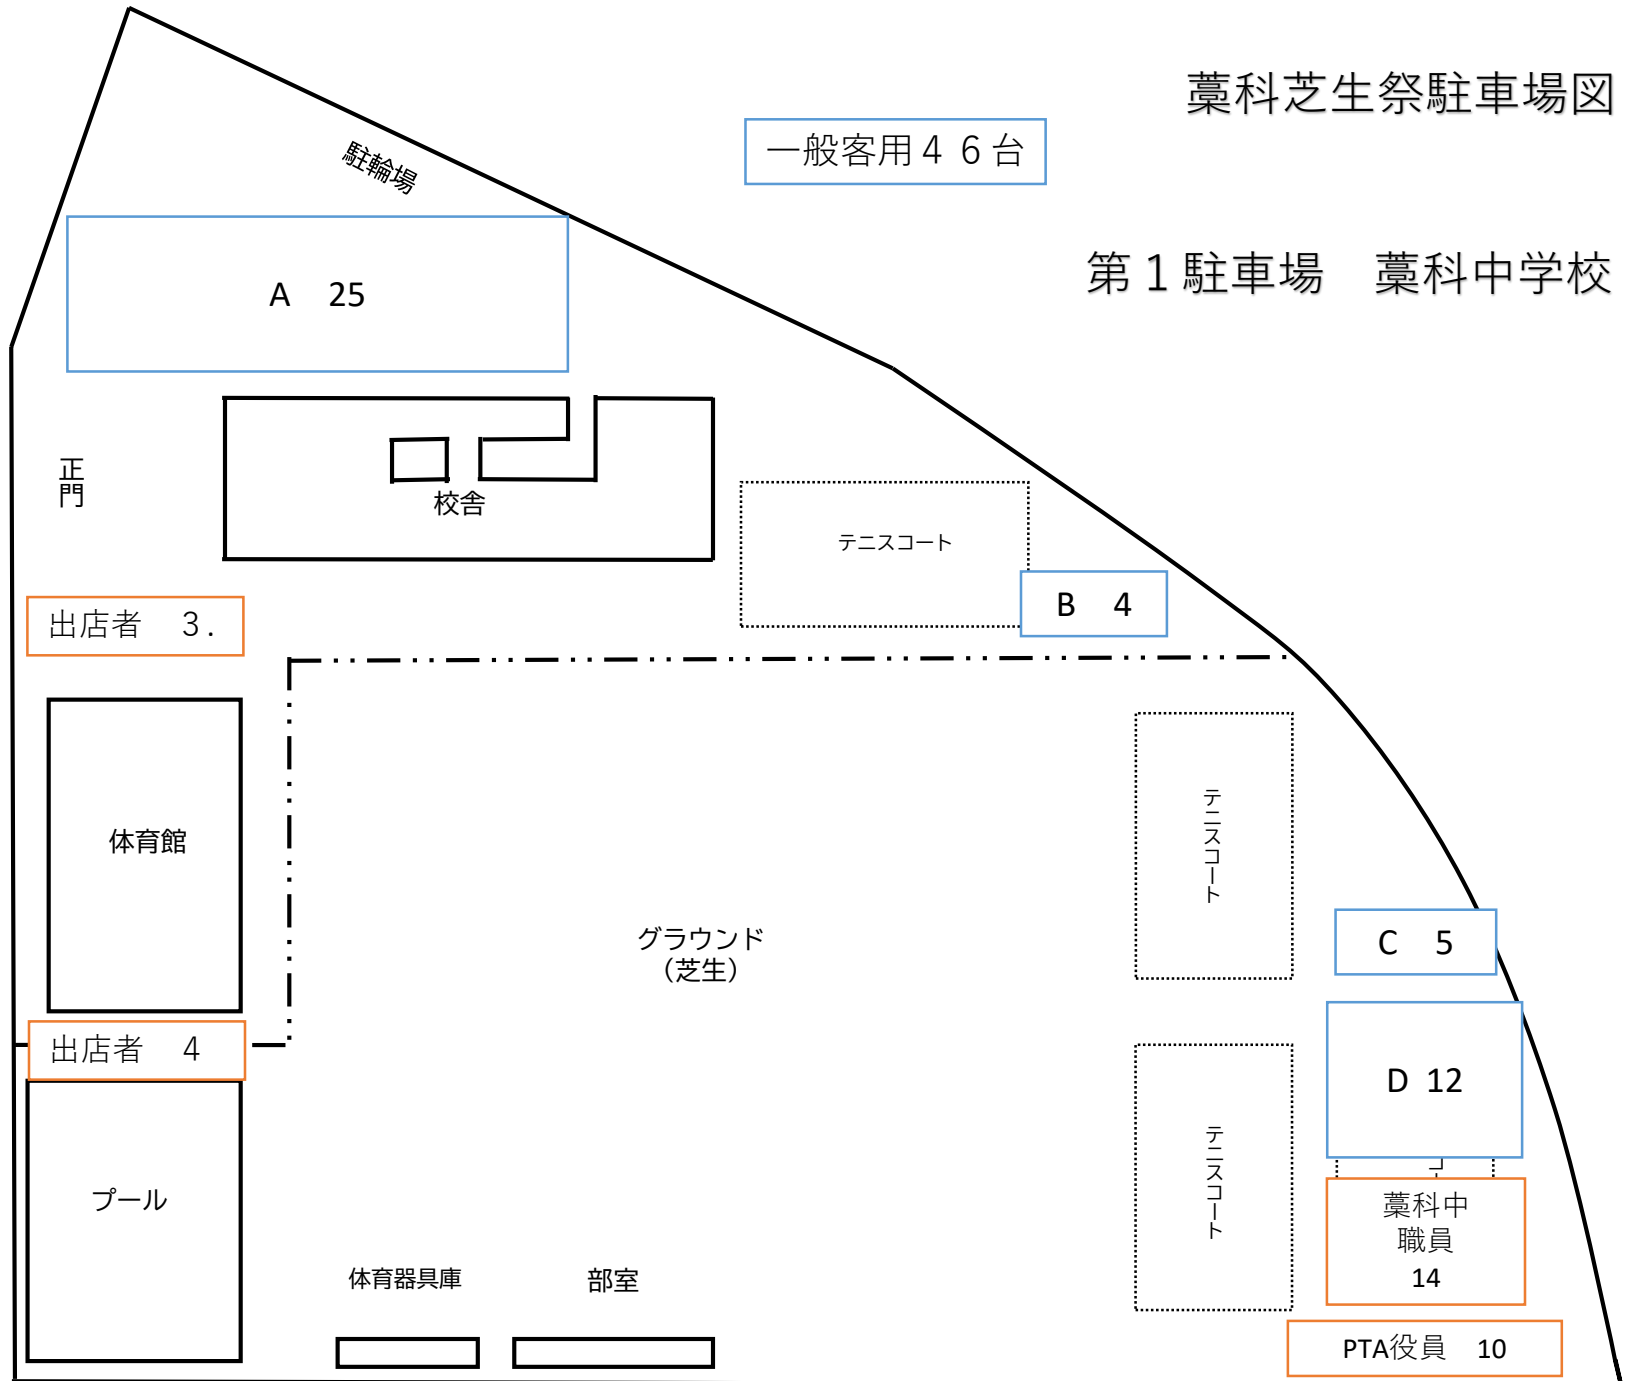 藁科芝生祭駐車場図
一般客用４６台
駐輪場
第１駐車場　藁科中学校
A　25
正門
校舎
テニスコート
B　4
出店者　３.
体育館
テニスコート
グラウンド
（芝生）
C　5
出店者　４
D 12
テニスコート
プール
藁科中
職員
14
体育器具庫
部室
PTA役員　10